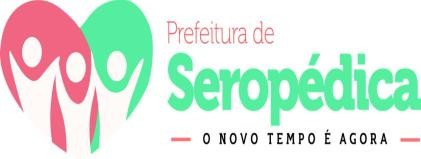 Prefeitura de
Seropédica
O NOVO TEMPO É AGORA